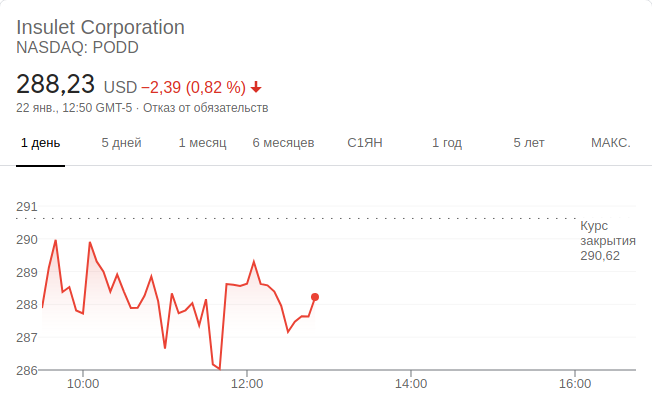 Insulet Corporation
NASDAQ: PODD
288,23 USD −2,39 (0,82 %)
22 янв., 12:50 GMT-5 · Отказ от обязательств
1 день 5 дней 1 месяц 6 месяцев С1ЯН 1 год 5 лет МАКС.
291
290
289
288
287
286
Курс
закрытия
290,62
10:00 12:00 14:00 16:00